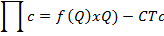 ∏ c = f(Q)xQ) − CTc